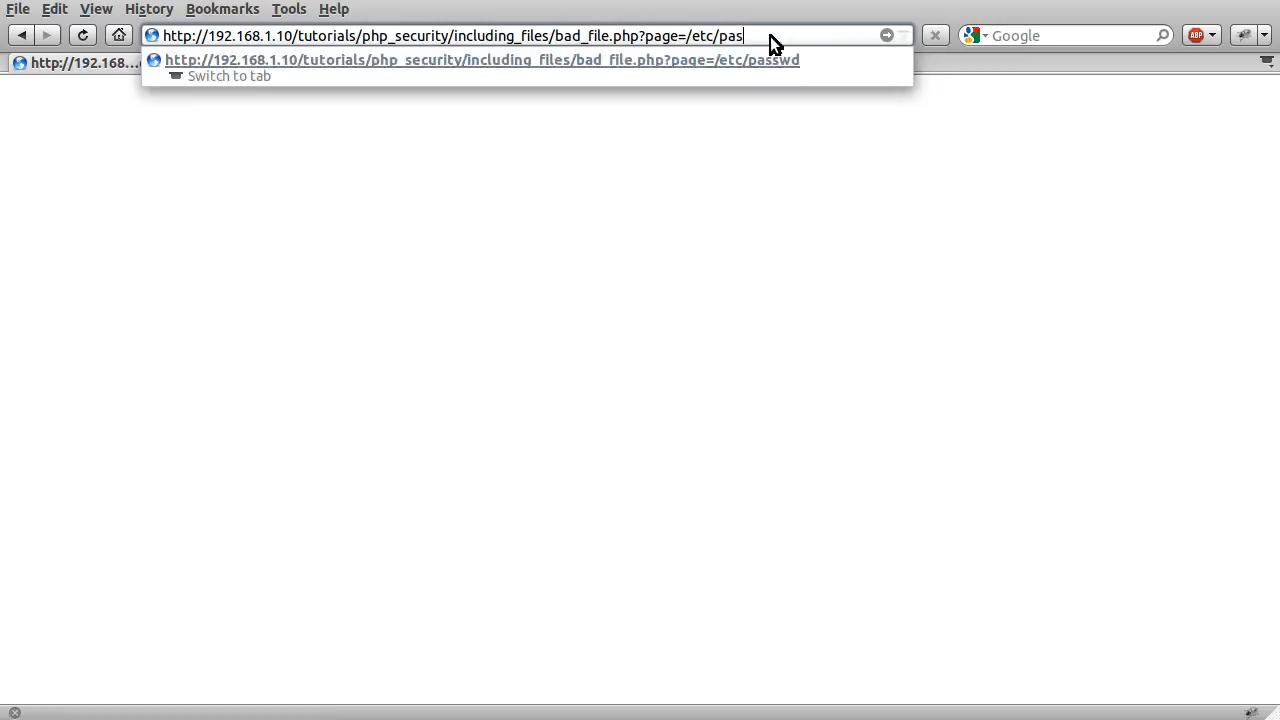 File Edit View History Bookmarks Tools Help
http://192.168.1.10/tutorials/php_security/including_files/bad_file.php?page=/etc/pas
Google
ABP
http://192.168.1.10/tutorials/php_security/including_files/bad_file.php?page=/etc/passwd
http://192.168...
Switch to tab